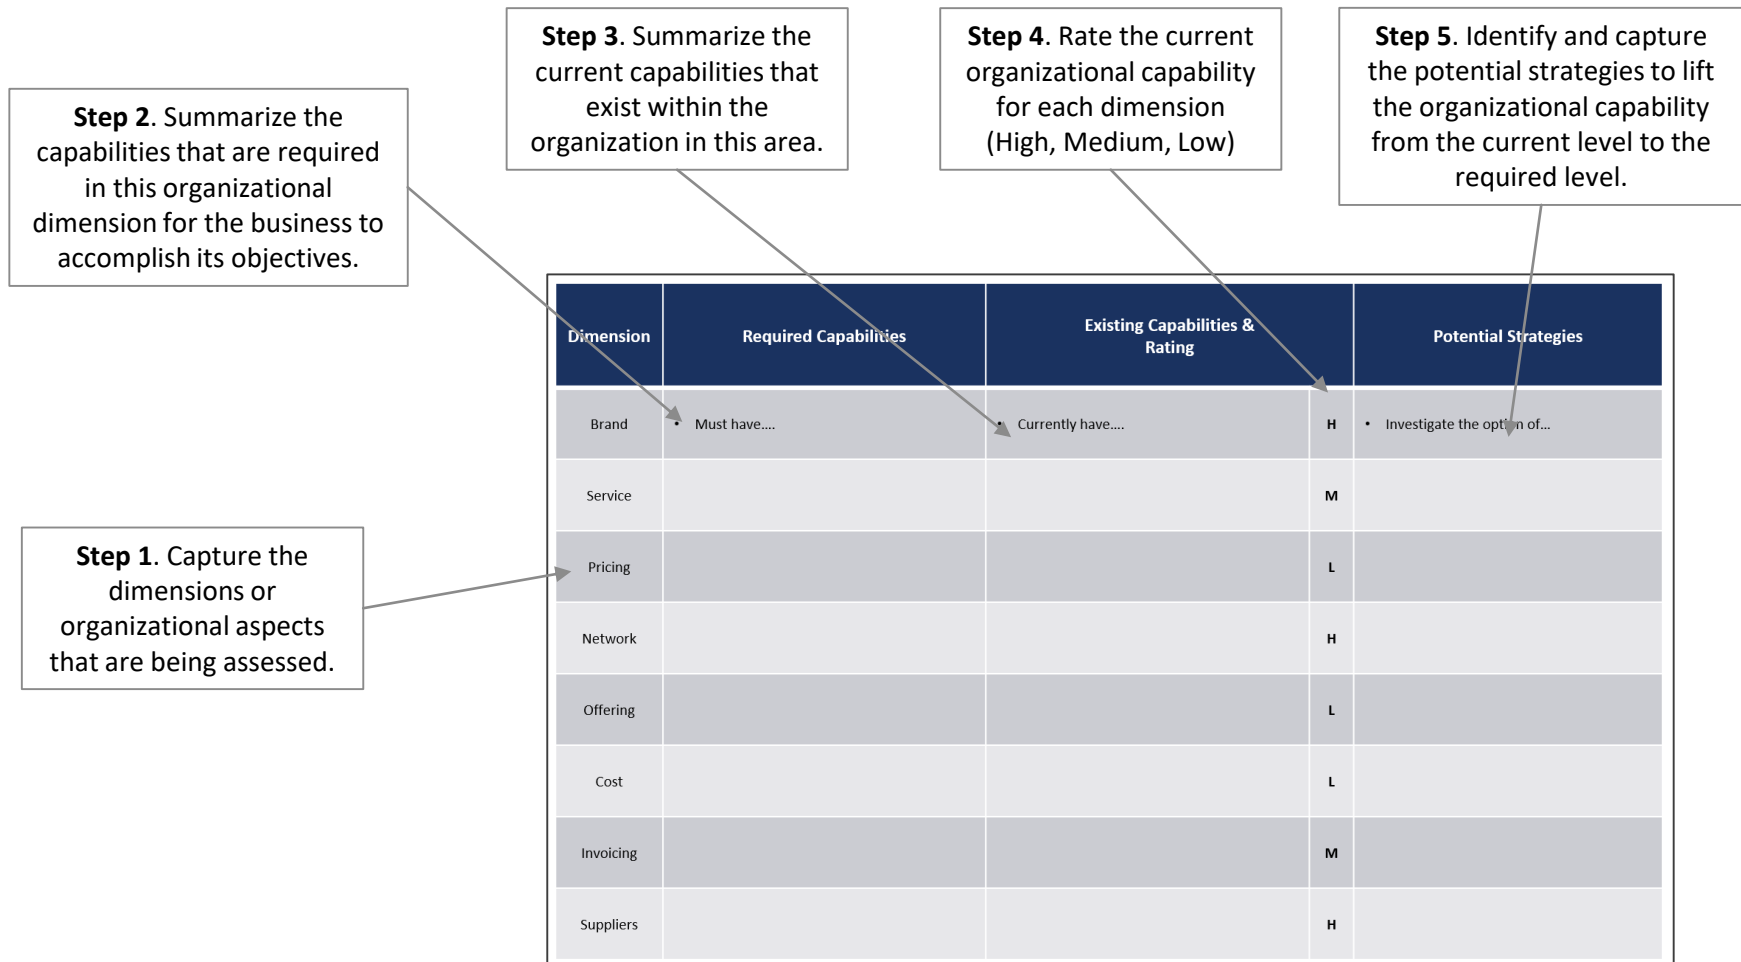 Step 3. Summarize the
current capabilities that
exist within the
organization in this area.
Step 4. Rate the current
organizational capability
for each dimension
(High, Medium, Low)
Step 5. Identify and capture
the potential strategies to lift
the organizational capability
from the current level to the
required level.
Step 2. Summarize the
capabilities that are required
in this organizational
dimension for the business to
accomplish its objectives.
Step 1. Capture the
dimensions or
organizational aspects
that are being assessed.
Dimension
Required Capabilities
Existing Capabilities &
Rating
Potential Strategies
Brand
• Must have....
• Currently have....
H
• Investigate the option of...
Service
M
Pricing
L
Network
H
Offering
L
Cost
L
Invoicing
M
Suppliers
H